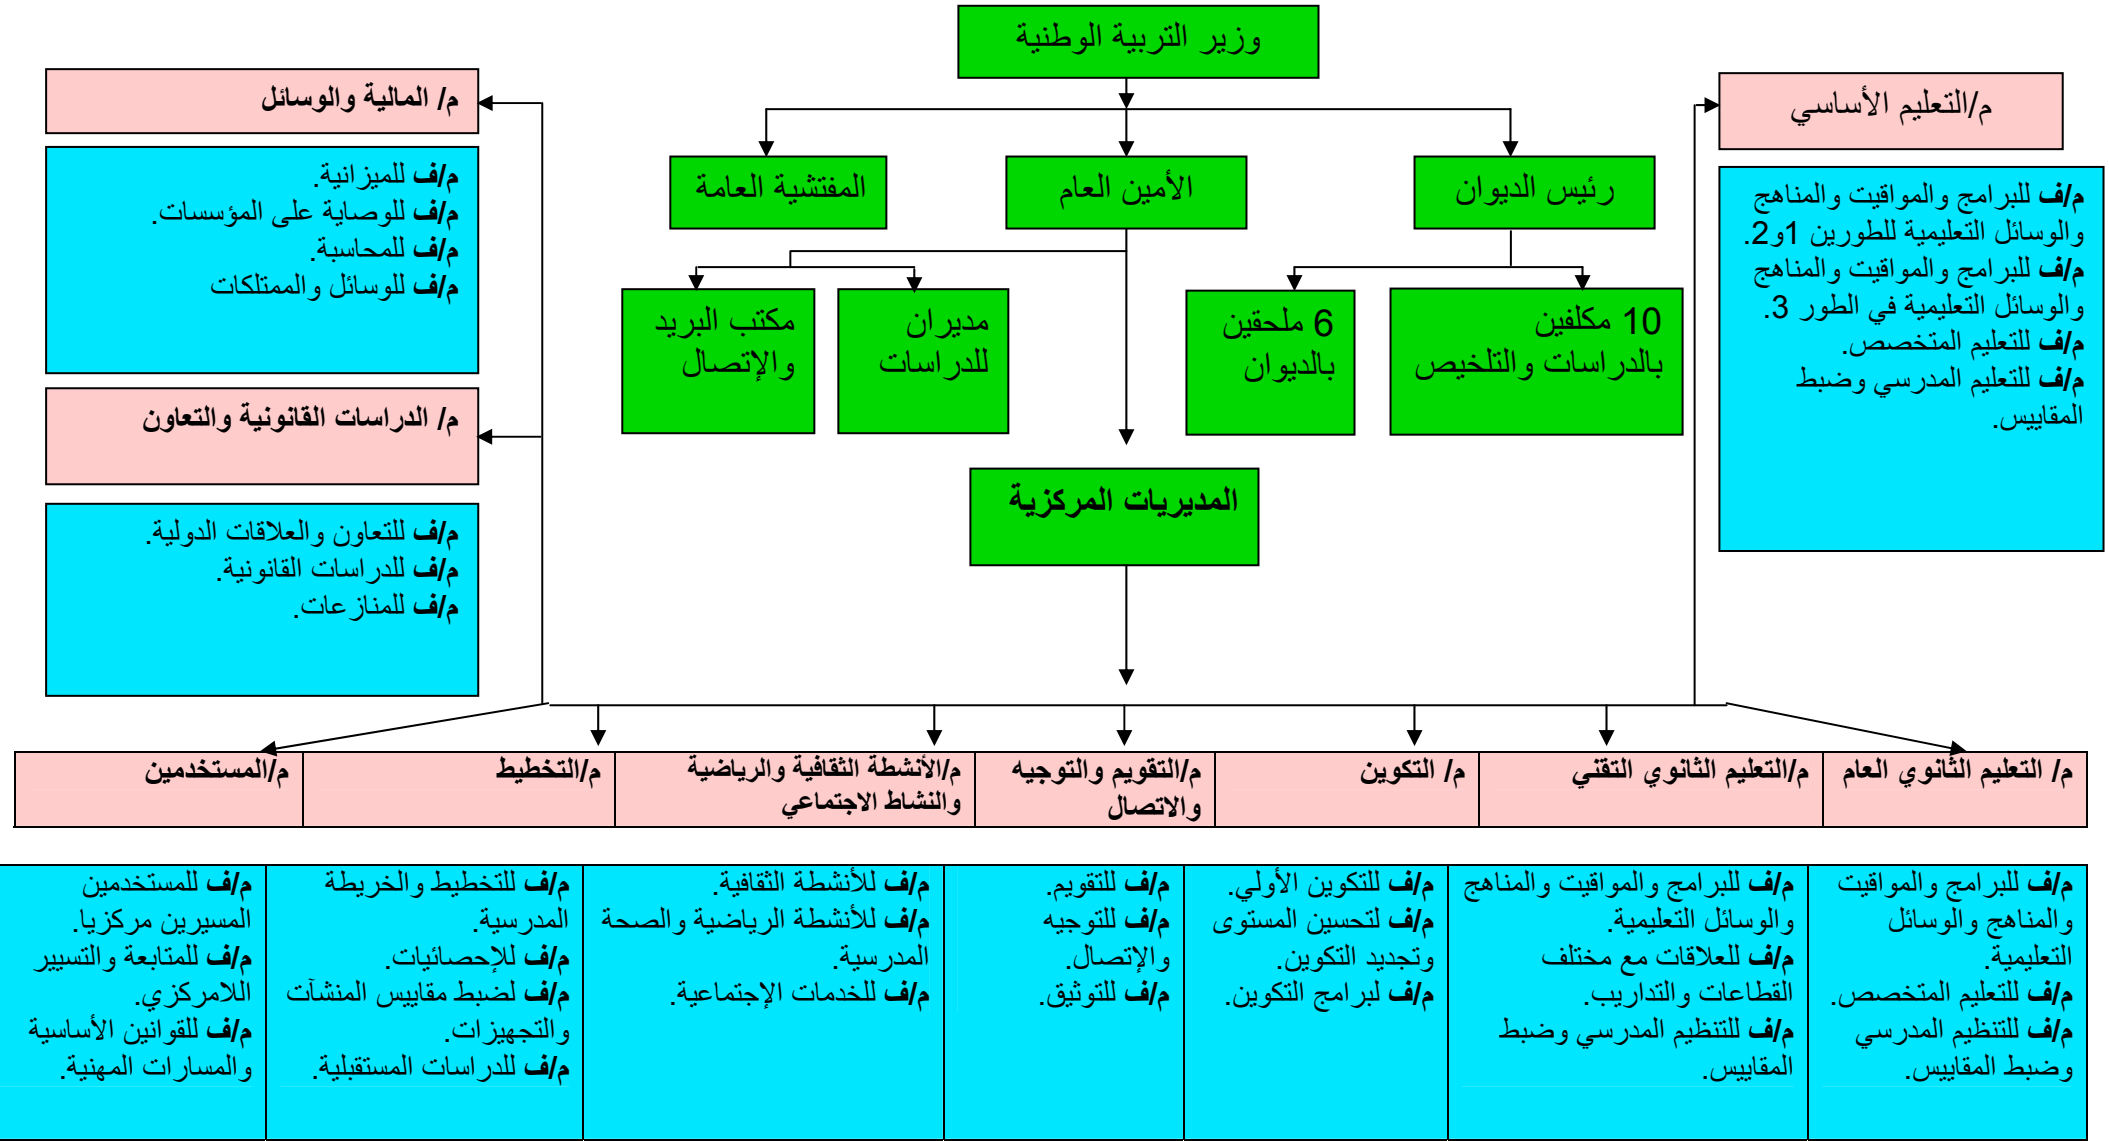 وزير التربية الوطنية
م/التعليم الأساسي
م/ المالية والوسائل
رئيس الديوان
الأمين العام
المفتشية العامة
م/ف للبرامج والمواقيت والمناهج
والوسائل التعليمية للطورين 1و2.
م/ف للبرامج والمواقيت والمناهج
والوسائل التعليمية في الطور 3.
م/ف للتعليم المتخصص.
م/ف للتعليم المدرسي وضبط
المقاييس.
م/ف للميزانية.
م/ف للوصاية على المؤسسات.
م/ف للمحاسبة.
م/ف للوسائل والممتلكات
10 مكلفين
بالدراسات والتلخيص
6 ملحقين
بالديوان
مديران
للدراسات
مكتب البريد
والإتصال
م/ الدراسات القانونية والتعاون
المديريات المركزية
م/ف للتعاون والعلاقات الدولية.
م/ف للدراسات القانونية.
م/ف للمنازعات.
م/ التعليم الثانوي العام
م/التعليم الثانوي التقني
م/ التكوين
م/التقويم والتوجيه
والاتصال
م/الأنشطة الثقافية والرياضية
والنشاط الاجتماعي
م/التخطيط
م/المستخدمين
م/ف للبرامج والمواقيت
والمناهج والوسائل
التعليمية.
م/ف للتعليم المتخصص.
م/ف للتنظيم المدرسي
وضبط المقاييس.
م/ف للبرامج والمواقيت والمناهج
والوسائل التعليمية.
م/ف للعلاقات مع مختلف
القطاعات والتداريب.
م/ف للتنظيم المدرسي وضبط
المقاييس.
م/ف للتكوين الأولي.
م/ف لتحسين المستوى
وتجديد التكوين.
م/ف لبرامج التكوين.
م/ف للتقويم.
م/ف للتوجيه
والإتصال.
م/ف للتوثيق.
م/ف للأنشطة الثقافية.
م/ف للأنشطة الرياضية والصحة
المدرسية.
م/ف للخدمات الإجتماعية.
م/ف للتخطيط والخريطة
المدرسية.
م/ف للإحصائيات.
م/ف لضبط مقاييس المنشآت
والتجهيزات.
م/ف للدراسات المستقبلية.
م/ف للمستخدمين
المسيرين مركزيا.
م/ف للمتابعة والتسيير
اللامركزي.
م/ف للقوانين الأساسية
والمسارات المهنية.